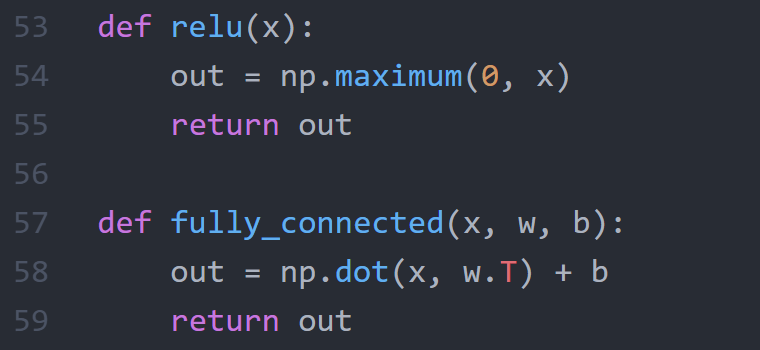 53 def relu(x):
54     out = np.maximum(0, x)
55     return out
56
57 def fully_connected(x, w, b):
58     out = np.dot(x, w.T) + b
59     return out